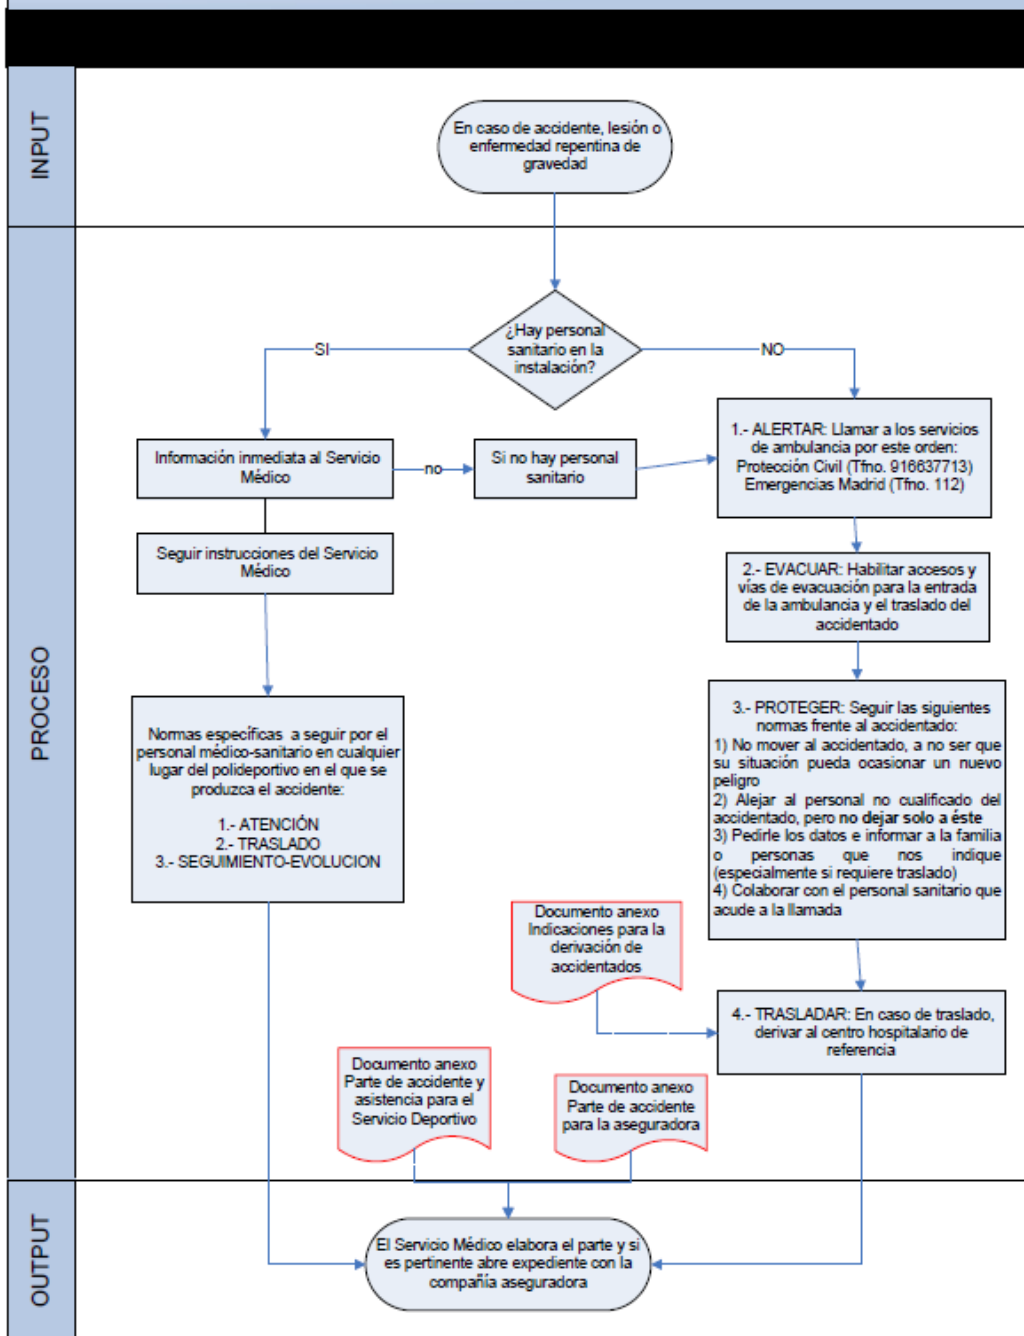 INPUT
En caso de accidente, lesión o
enfermedad repentina de
gravedad
PROCESO
¿Hay personal
sanitario en la
instalación?
SI
NO
Información inmediata al Servicio
Médico
no
Si no hay personal
sanitario
1.- ALERTAR: Llamar a los servicios
de ambulancia por este orden:
Protección Civil (Tfno. 916637713)
Emergencias Madrid (Tfno. 112)
Seguir instrucciones del Servicio
Médico
2.- EVACUAR: Habilitar accesos y
vías de evacuación para la entrada
de la ambulancia y el traslado del
accidentado
Normas específicas a seguir por el
personal médico-sanitario en cualquier
lugar del polideportivo en el que se
produzca el accidente:
1.- ATENCIÓN
2.- TRASLADO
3.- SEGUIMIENTO-EVOLUCION
3.- PROTEGER: Seguir las siguientes
normas frente al accidentado:
1) No mover al accidentado, a no ser que
su situación pueda ocasionar un nuevo
peligro
2) Alejar al personal no cualificado del
accidentado, pero no dejar solo a éste
3) Pedirle los datos e informar a la familia
o personas que nos indique
(especialmente si requiere traslado)
4) Colaborar con el personal sanitario que
acude a la llamada
Documento anexo
Indicaciones para la
derivación de
accidentados
4.- TRASLADAR: En caso de traslado,
derivar al centro hospitalario de
referencia
Documento anexo
Parte de accidente y
asistencia para el
Servicio Deportivo
Documento anexo
Parte de accidente
para la aseguradora
OUTPUT
El Servicio Médico elabora el parte y si
es pertinente abre expediente con la
compañía aseguradora